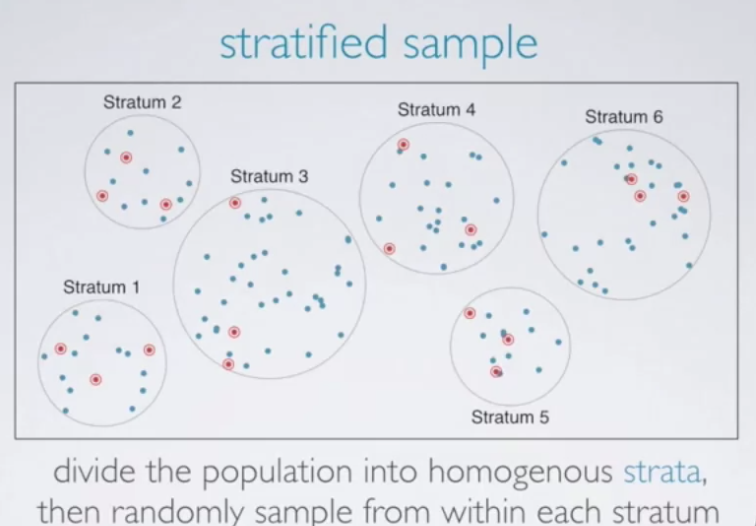 stratified sample
Stratum 2
Stratum 4
Stratum 6
Stratum 3
Stratum 1
Stratum 5
divide the population into homogenous strata,
then randomly sample from within each stratum